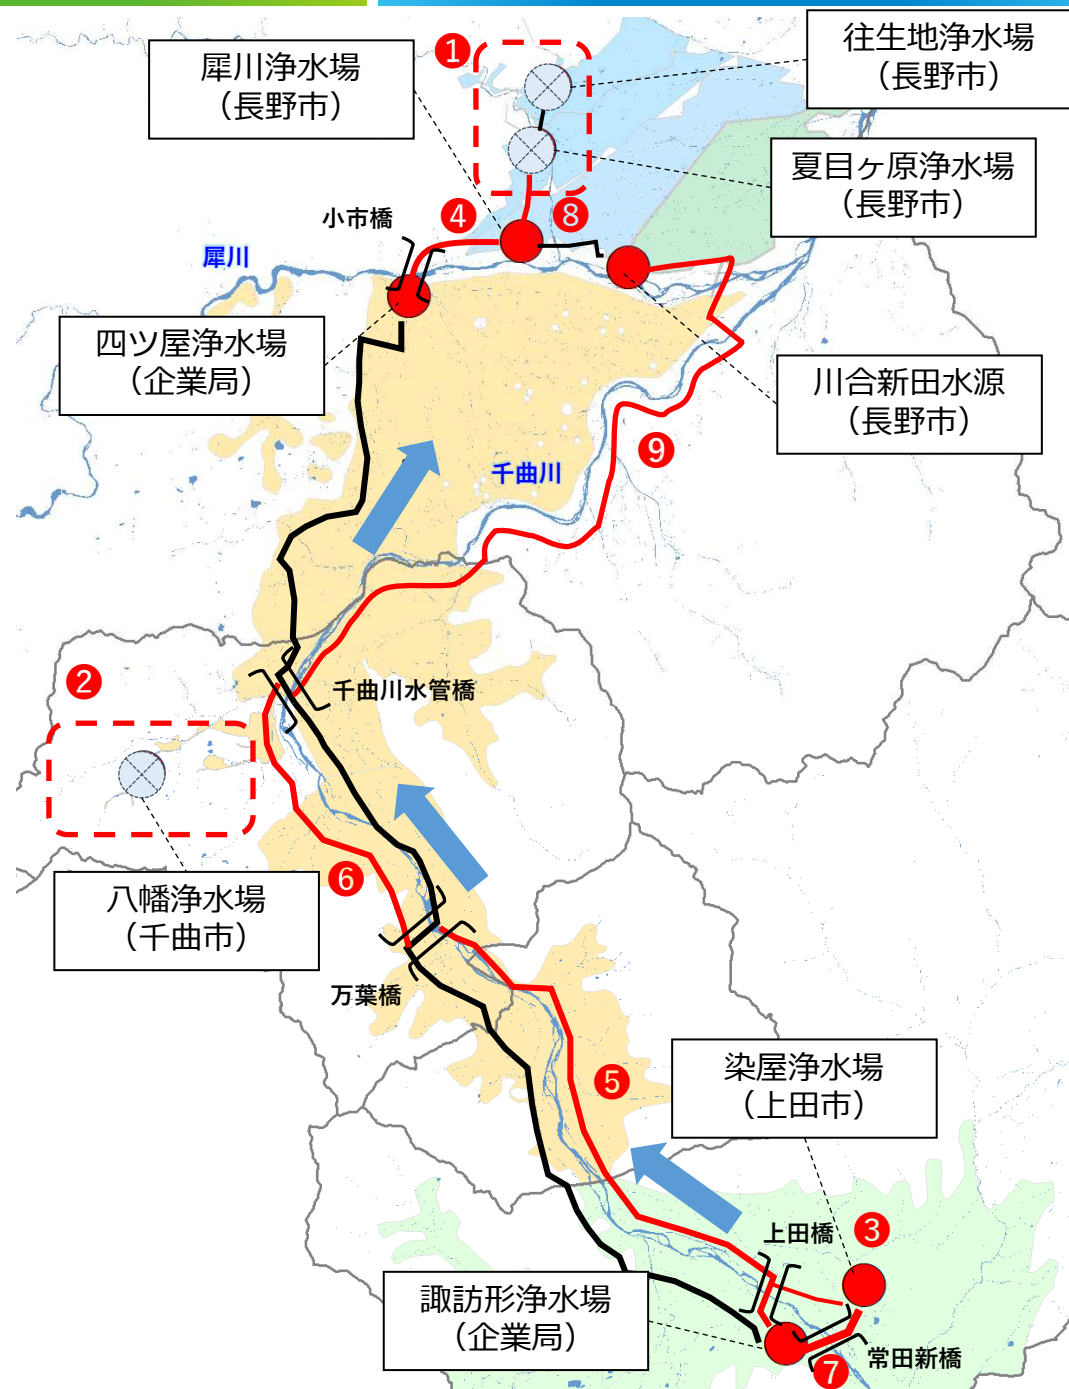 往生地浄水場
（長野市）
❶
犀川浄水場
（長野市）
夏目ヶ原浄水場
（長野市）
小市橋
❹
❽
犀川
四ツ屋浄水場
（企業局）
川合新田水源
（長野市）
❾
千曲川
❷
千曲川水管橋
❻
八幡浄水場
（千曲市）
万葉橋
❺
染屋浄水場
（上田市）
❸
上田橋
諏訪形浄水場
（企業局）
常田新橋
❼